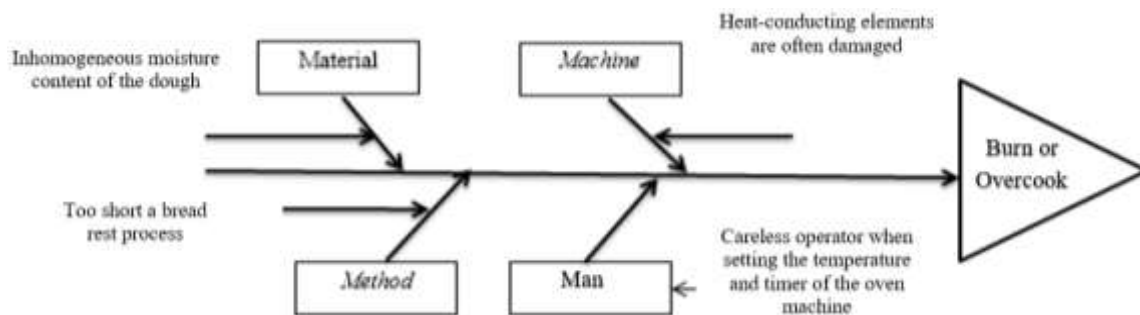 Heat-conducting elements
are often damaged
Inhomogeneous moisture
content of the dough
Material
Machine
Burn or
Overcook
Too short a bread
rest process
Method
Man
Careless operator when
setting the temperature
and timer of the oven
machine